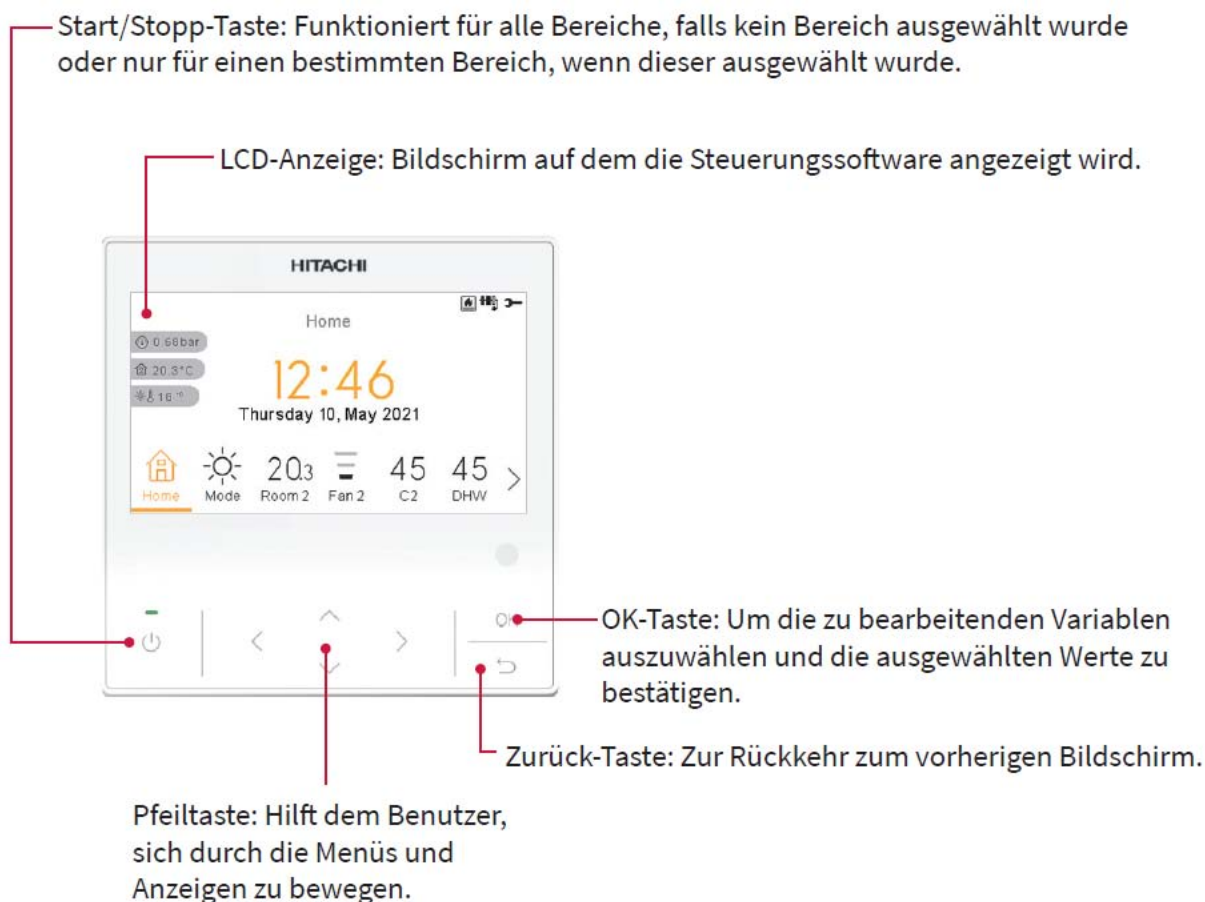 Start/Stopp-Taste: Funktioniert für alle Bereiche, falls kein Bereich ausgewählt wurde
oder nur für einen bestimmten Bereich, wenn dieser ausgewählt wurde.
LCD-Anzeige: Bildschirm auf dem die Steuerungssoftware angezeigt wird.
HITACHI
Home
0.68bar
20.3°C
12:46
16
Thursday 10, May 2021
20.3 45 45
Home Mode Room 2 Fan 2 C2 DHW
OK-Taste: Um die zu bearbeitenden Variablen
auszuwählen und die ausgewählten Werte zu
bestätigen.
Zurück-Taste: Zur Rückkehr zum vorherigen Bildschirm.
Pfeiltaste: Hilft dem Benutzer,
sich durch die Menüs und
Anzeigen zu bewegen.